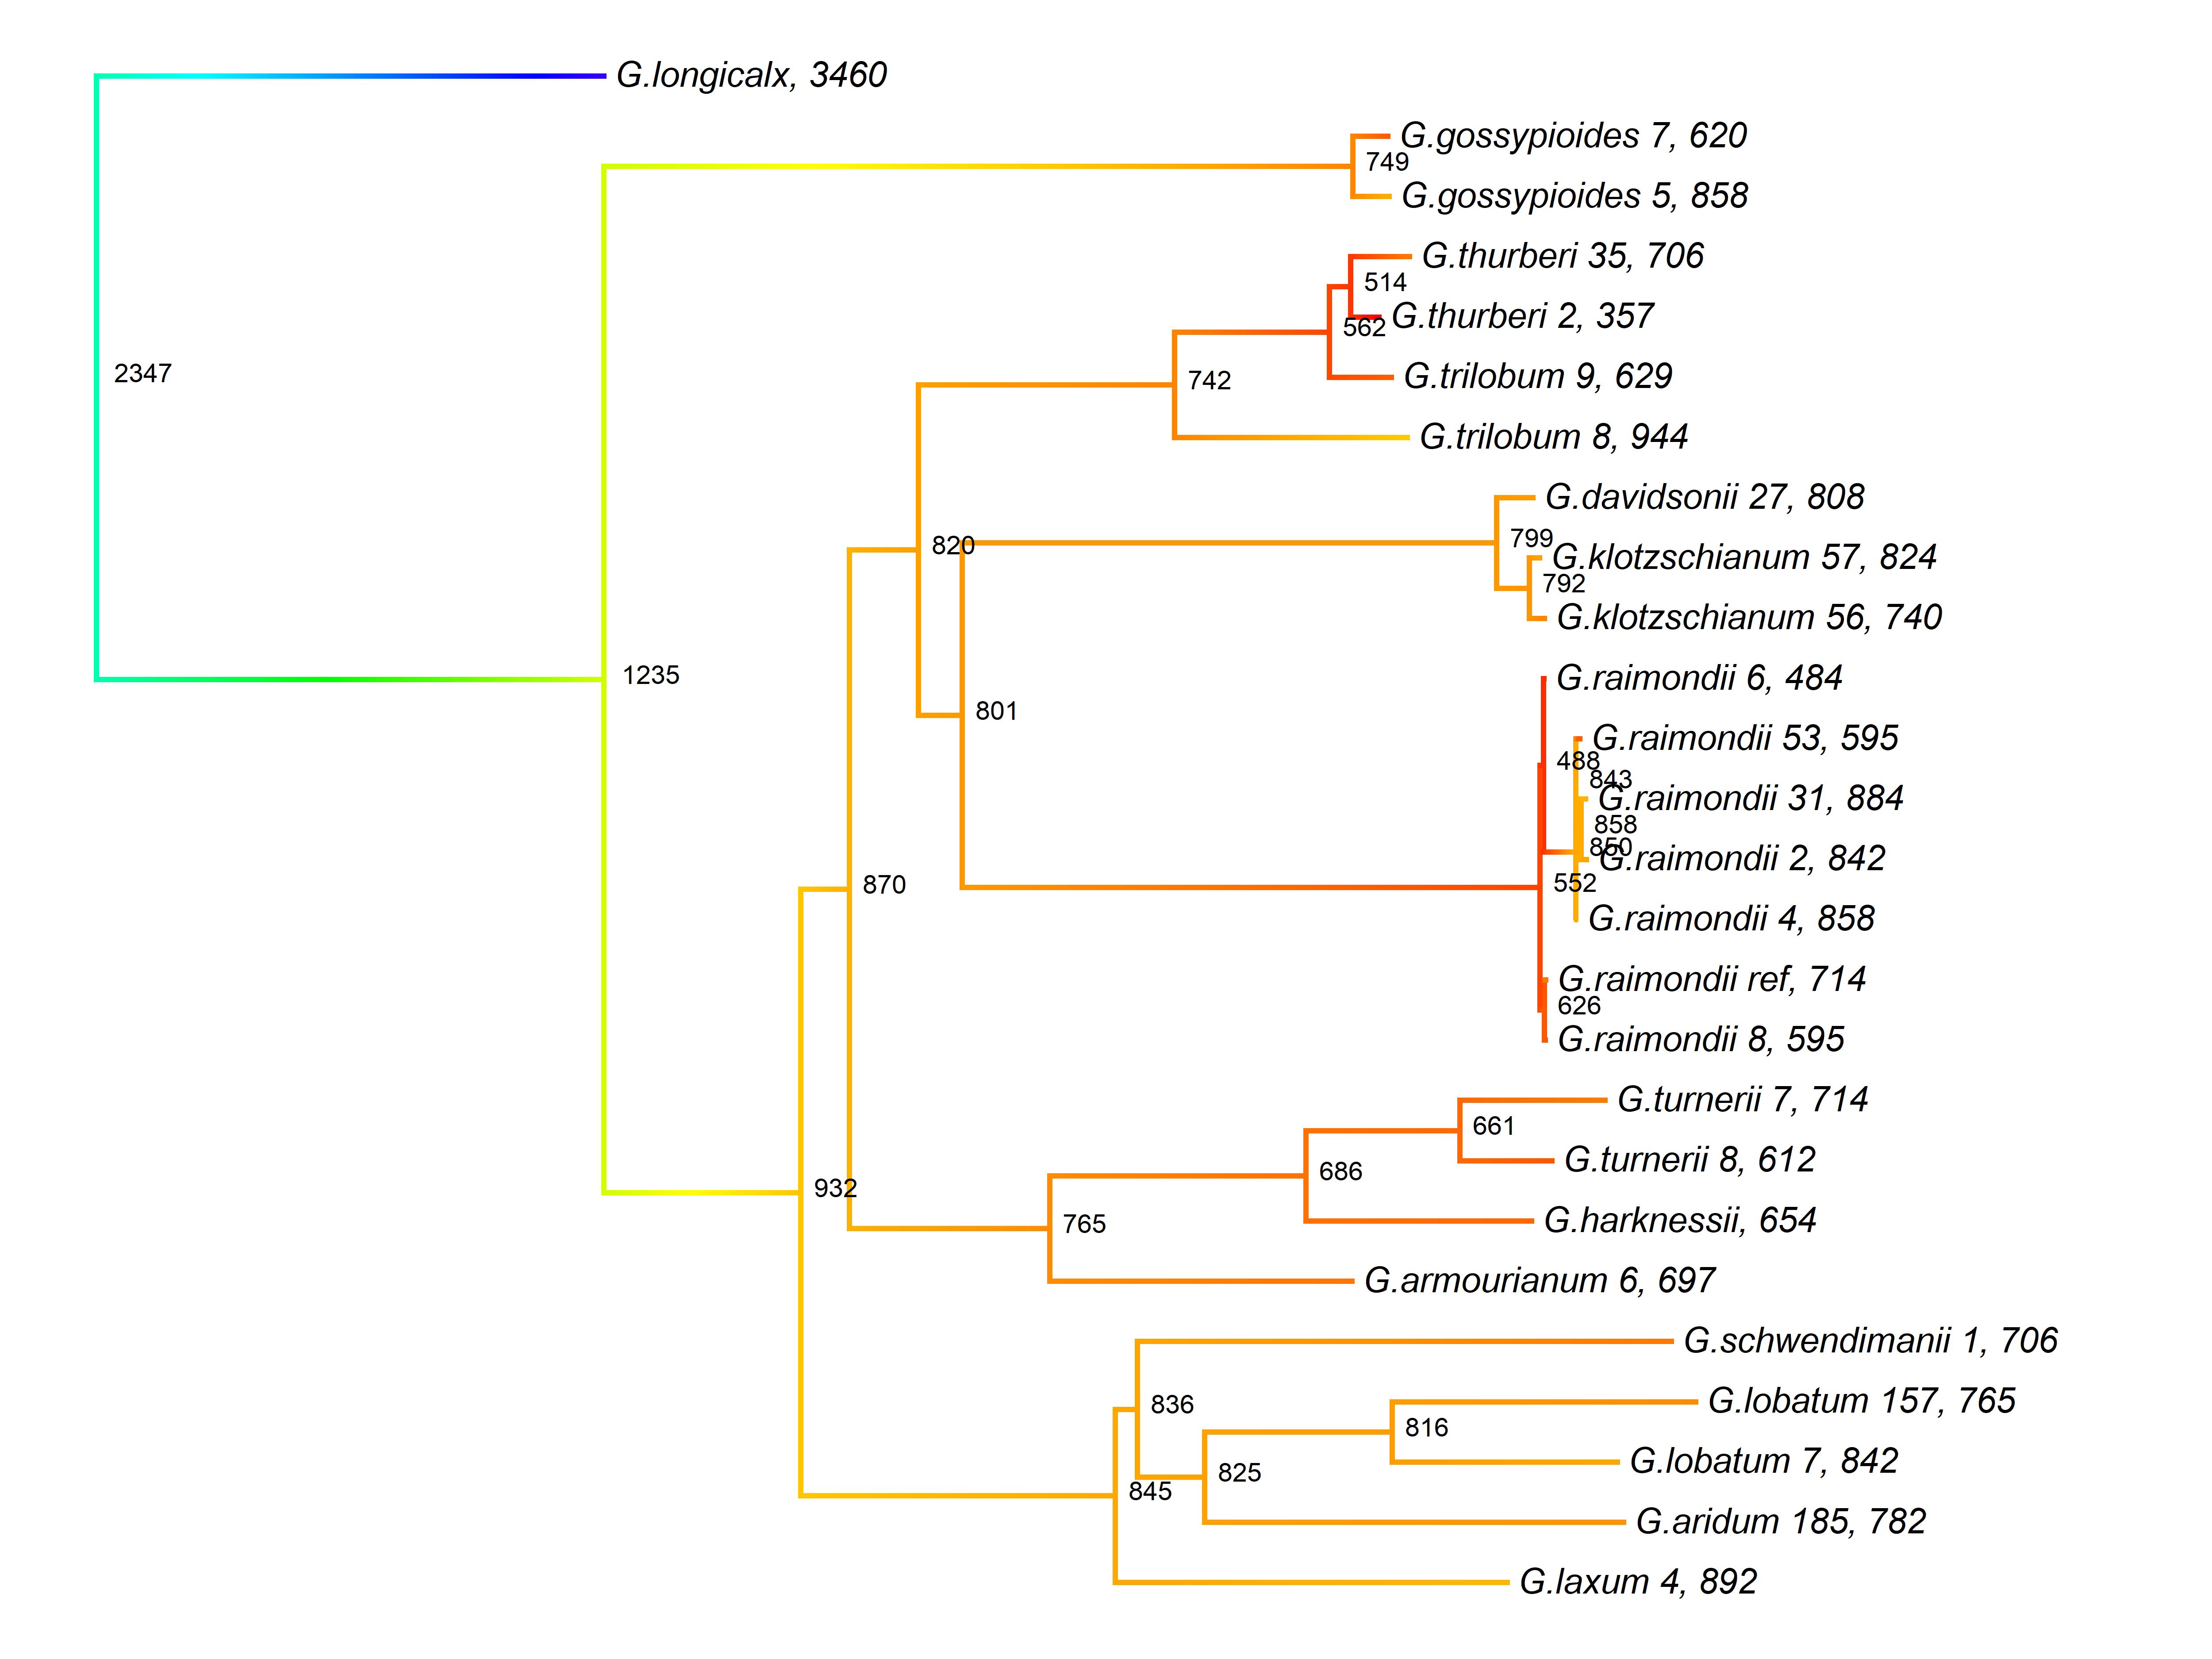 G.longicalx, 3460
G.gossypioides 7, 620
749
G.gossypioides 5, 858
G.thurberi 35, 706
514
G.thurberi 2, 357
562
2347
G.trilobum 9, 629
742
G.trilobum 8, 944
G.davidsonii 27, 808
799
820
G.klotzschianum 57, 824
792
G.klotzschianum 56, 740
1235
G.raimondii 6, 484
801
G.raimondii 53, 595
488
843
G.raimondii 31, 884
858
850
G.raimondii 2, 842
870
552
G.raimondii 4, 858
G.raimondii ref, 714
626
G.raimondii 8, 595
G.turnerii 7, 714
661
G.turnerii 8, 612
686
932
G.harknessii, 654
765
G.armourianum 6, 697
G.schwendimanii 1, 706
836
G.lobatum 157, 765
816
G.lobatum 7, 842
825
845
G.aridum 185, 782
G.laxum 4, 892